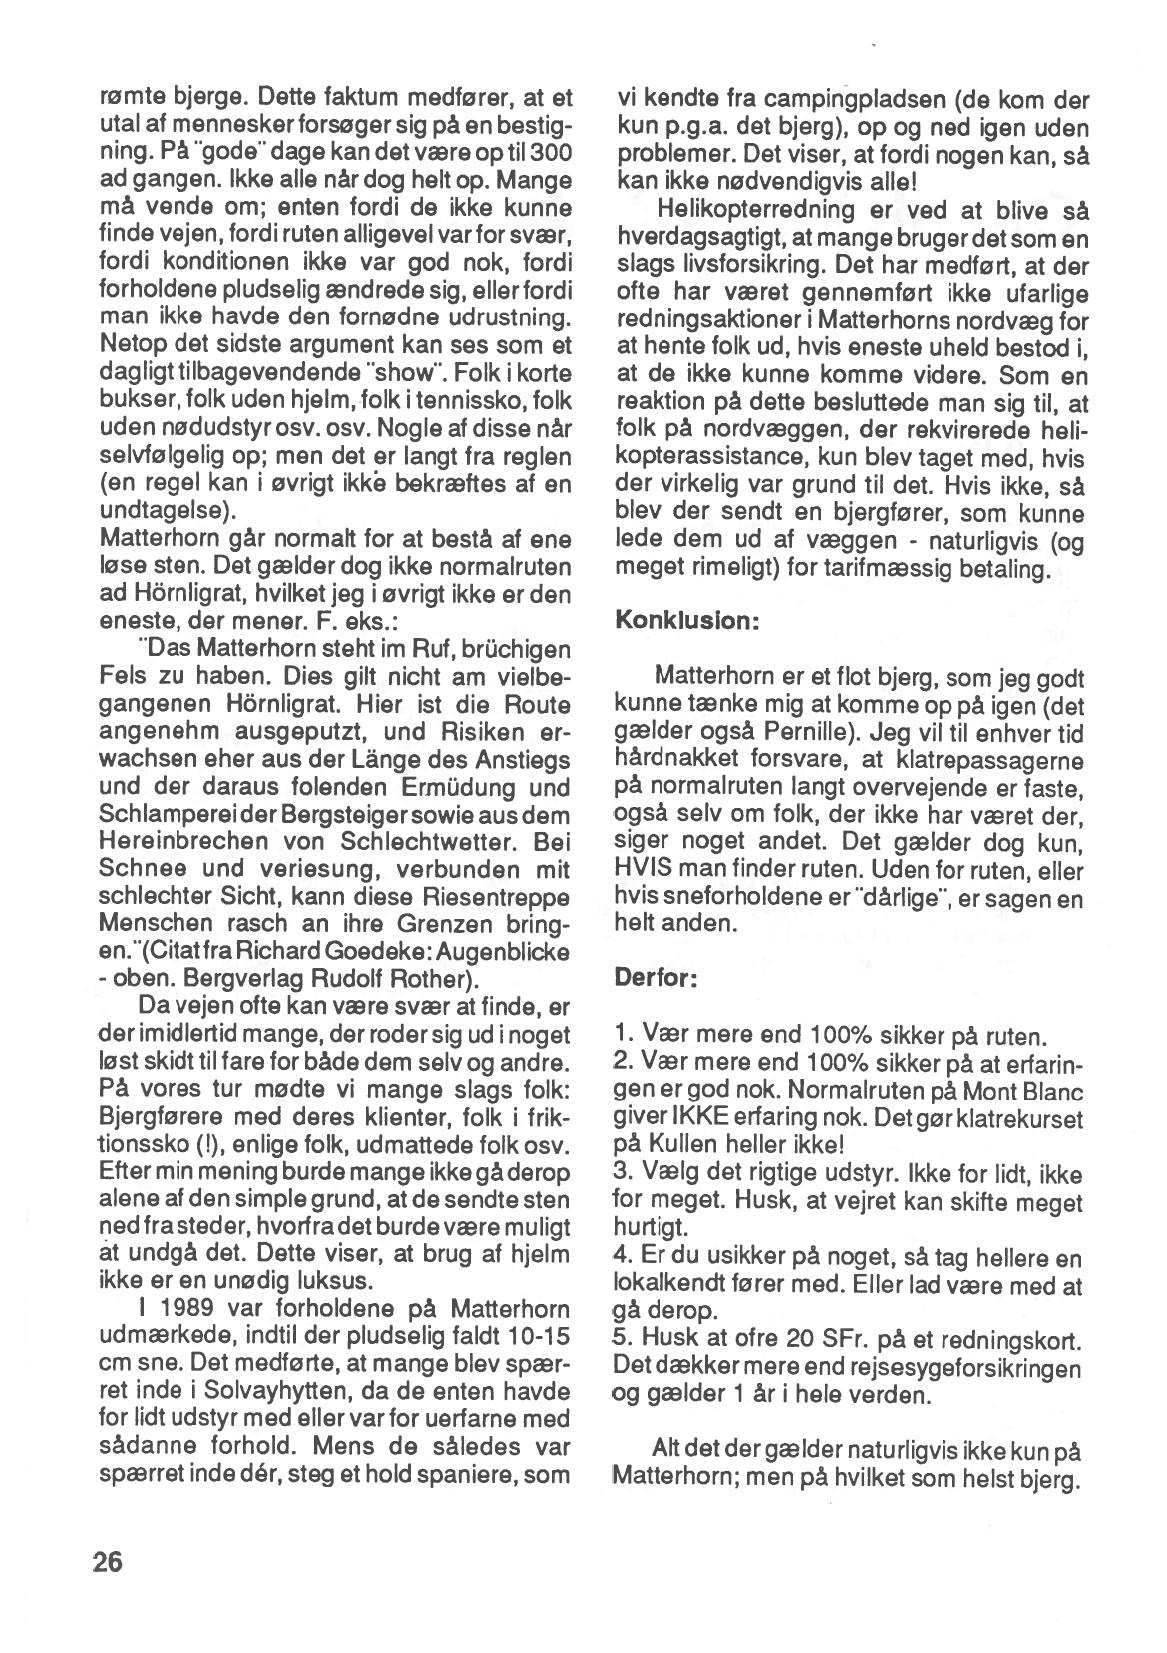 rømte bjerge. Dette faktum medfører, at et
utal af mennesker forsøger sig på en bestig-
ning. På ¨gode¨ dage kan det være op til 300
ad gangen. Ikke alle når dog helt op. Mange
må vende om; enten fordi de ikke kunne
finde vejen, fordi ruten alligevel var for svær,
fordi konditionen ikke var god nok, fordi
forholdene pludselig ændrede sig, eller fordi
man ikke havde den fornødne udrustning.
Netop det sidste argument kan ses som et
dagligt tilbagevendende ¨show¨. Folk i korte
bukser, folk uden hjelm, folk i tennissko, folk
uden nødudstyr osv. osv. Nogle af disse når
selvfølgelig op; men det er langt fra reglen
(en regel kan i øvrigt ikke bekræftes af en
undtagelse).
Matterhorn går normalt for at bestå af ene
løse sten. Det gælder dog ikke normalruten
ad Hörnligrat, hvilket jeg i øvrigt ikke er den
eneste, der mener. F. eks.:
¨Das Matterhorn steht im Ruf, brüchigen
Fels zu haben. Dies gilt nicht am vielbe-
gangenen Hörnligrat. Hier ist die Route
angenehm ausgeputzt, und Risiken er-
wachsen eher aus der Länge des Anstiegs
und der daraus folenden Ermüdung und
Schlamperei der Bergsteiger sowie aus dem
Hereinbrechen von Schlechtwetter. Bei
Schnee und veriesung, verbunden mit
schlechter Sicht, kann diese Riesentreppe
Menschen rasch an ihre Grenzen bring-
en.¨(Citat fra Richard Goedeke: Augenblicke
- oben. Bergverlag Rudolf Rother).
Da vejen ofte kan være svær at finde, er
der imidlertid mange, der roder sig ud i noget
løst skidt til fare for både dem selv og andre.
På vores tur mødte vi mange slags folk:
Bjergførere med deres klienter, folk i frik-
tionssko (!), enlige folk, udmattede folk osv.
Efter min mening burde mange ikke gå derop
alene af den simple grund, at de sendte sten
ned fra steder, hvorfra det burde være muligt
at undgå det. Dette viser, at brug af hjelm
ikke er en unødig luksus.
I 1989 var forholdene på Matterhorn
udmærkede, indtil der pludselig faldt 10-15
cm sne. Det medførte, at mange blev spær-
ret inde i Solvayhytten, da de enten havde
for lidt udstyr med eller var for uerfarne med
sådanne forhold. Mens de således var
spærret inde dér, steg et hold spaniere, som
vi kendte fra campingpladsen (de kom der
kun p.g.a. det bjerg), op og ned igen uden
problemer. Det viser, at fordi nogen kan, så
kan ikke nødvendigvis alle!
Helikopterredning er ved at blive så
hverdagsagtigt, at mange bruger det som en
slags livsforsikring. Det har medført, at der
ofte har været gennemført ikke ufarlige
redningsaktioner i Matterhorns nordvæg for
at hente folk ud, hvis eneste uheld bestod i,
at de ikke kunne komme videre. Som en
reaktion på dette besluttede man sig til, at
folk på nordvæggen, der rekvirerede heli-
kopterassistance, kun blev taget med, hvis
der virkelig var grund til det. Hvis ikke, så
blev der sendt en bjergfører, som kunne
lede dem ud af væggen - naturligvis (og
meget rimeligt) for tarifmæssig betaling.
Konklusion:
Matterhorn er et flot bjerg, som jeg godt
kunne tænke mig at komme op på igen (det
gælder også Pernille). Jeg vil til enhver tid
hårdnakket forsvare, at klatrepassagerne
på normalruten langt overvejende er faste,
også selv om folk, der ikke har været der,
siger noget andet. Det gælder dog kun,
HVIS man finder ruten. Uden for ruten, eller
hvis sneforholdene er ¨dårlige¨, er sagen en
helt anden.
Derfor:
1. Vær mere end 100% sikker på ruten.
2. Vær mere end 100% sikker på at erfarin-
gen er god nok. Normalruten på Mont Blanc
giver IKKE erfaring nok. Det gør klatrekurset
på Kullen heller ikke!
3. Vælg det rigtige udstyr. Ikke for lidt, ikke
for meget. Husk, at vejret kan skifte meget
hurtigt.
4. Er du usikker på noget, så tag hellere en
lokalkendt fører med. Eller lad være med at
gå derop.
5. Husk at ofre 20 SFr. på et redningskort.
Det dækker mere end rejsesygeforsikringen
og gælder 1 år i hele verden.
Alt det der gælder naturligvis ikke kun på
Matterhorn; men på hvilket som helst bjerg.
26